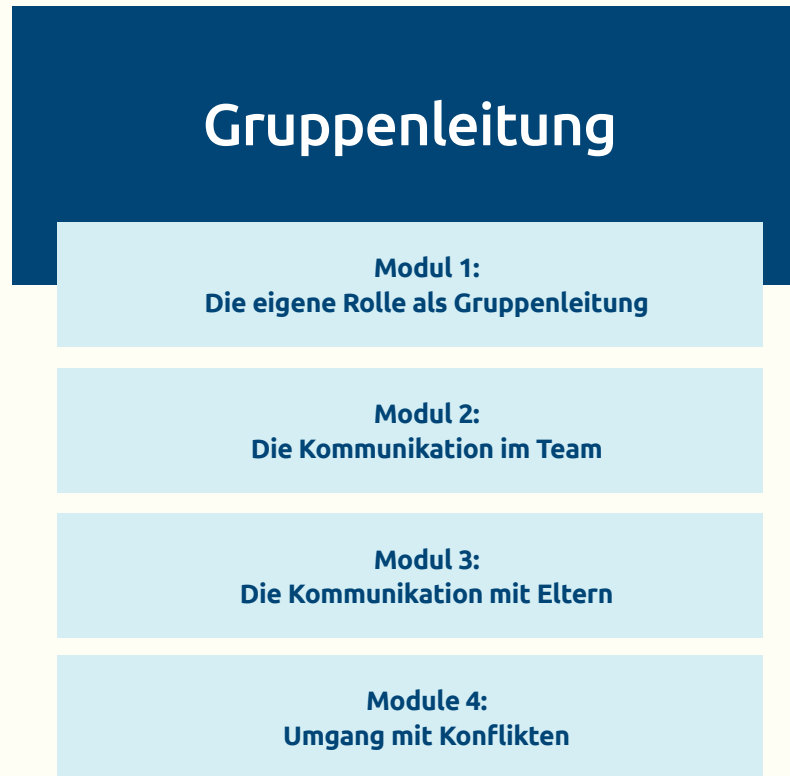 Gruppenleitung
Modul 1:
Die eigene Rolle als Gruppenleitung
Modul 2:
Die Kommunikation im Team
Modul 3:
Die Kommunikation mit Eltern
Module 4:
Umgang mit Konflikten